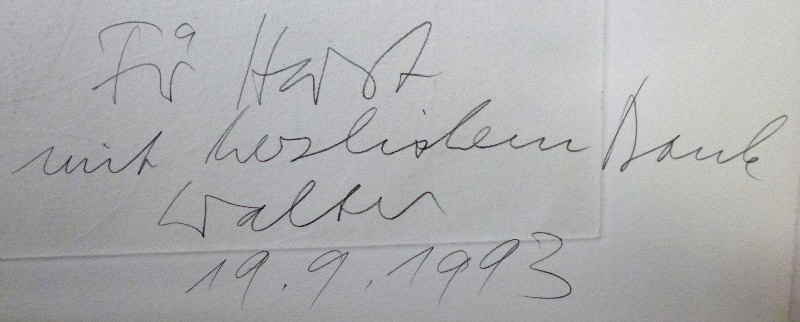 Für Horst
mit herzlichem Dank
Walter
19.9.1993